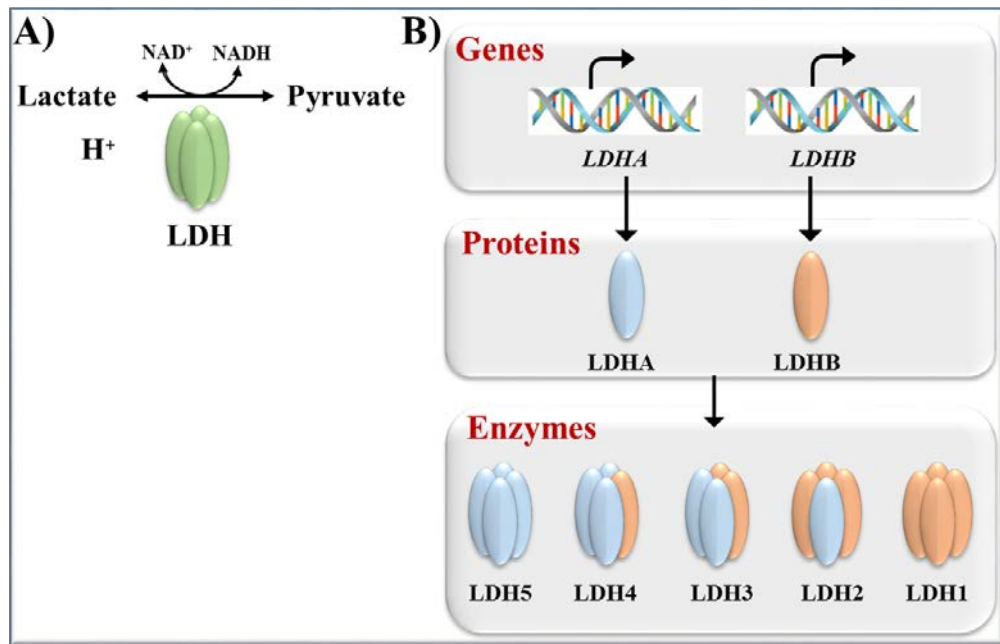 A)
NAD⁺ NADH
Lactate Pyruvate
H⁺
LDH
B)
Genes
LDHA LDHB
Proteins
LDHA LDHB
Enzymes
LDH5 LDH4 LDH3 LDH2 LDH1